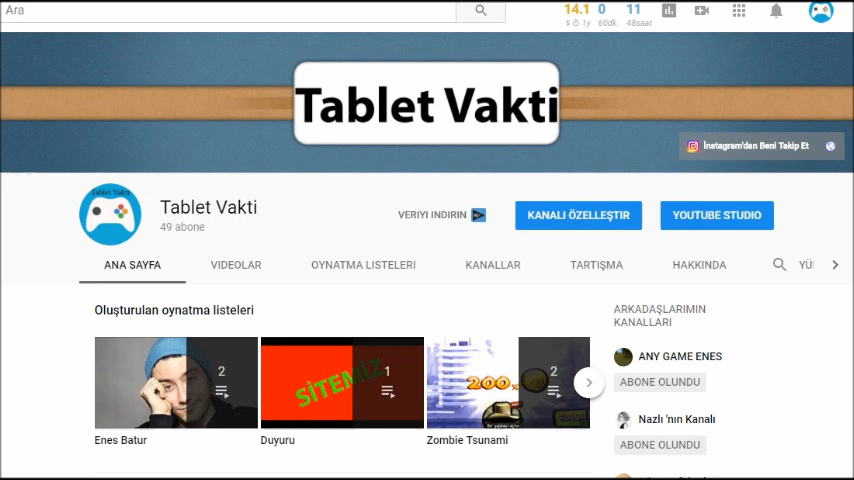 Ara
14.1 0 11
1y 60dk. 48saat
Tablet Vakti
İnstagram'dan Beni Takip Et
Tablet Vakti
Tablet Vakti
49 abone
VERIYI INDIRIN
KANALI ÖZELLEŞTIR
YOUTUBE STUDIO
ANA SAYFA
VIDEOLAR
OYNATMA LISTELERI
KANALLAR
TARTIŞMA
HAKKINDA
Oluşturulan oynatma listeleri
ARKADAŞLARIMIN
KANALLARI
2
SİTEMİZ
1
200x
2
ANY GAME ENES
ABONE OLUNDU
Nazlı 'nın Kanalı
ABONE OLUNDU
Enes Batur
Duyuru
Zombie Tsunami